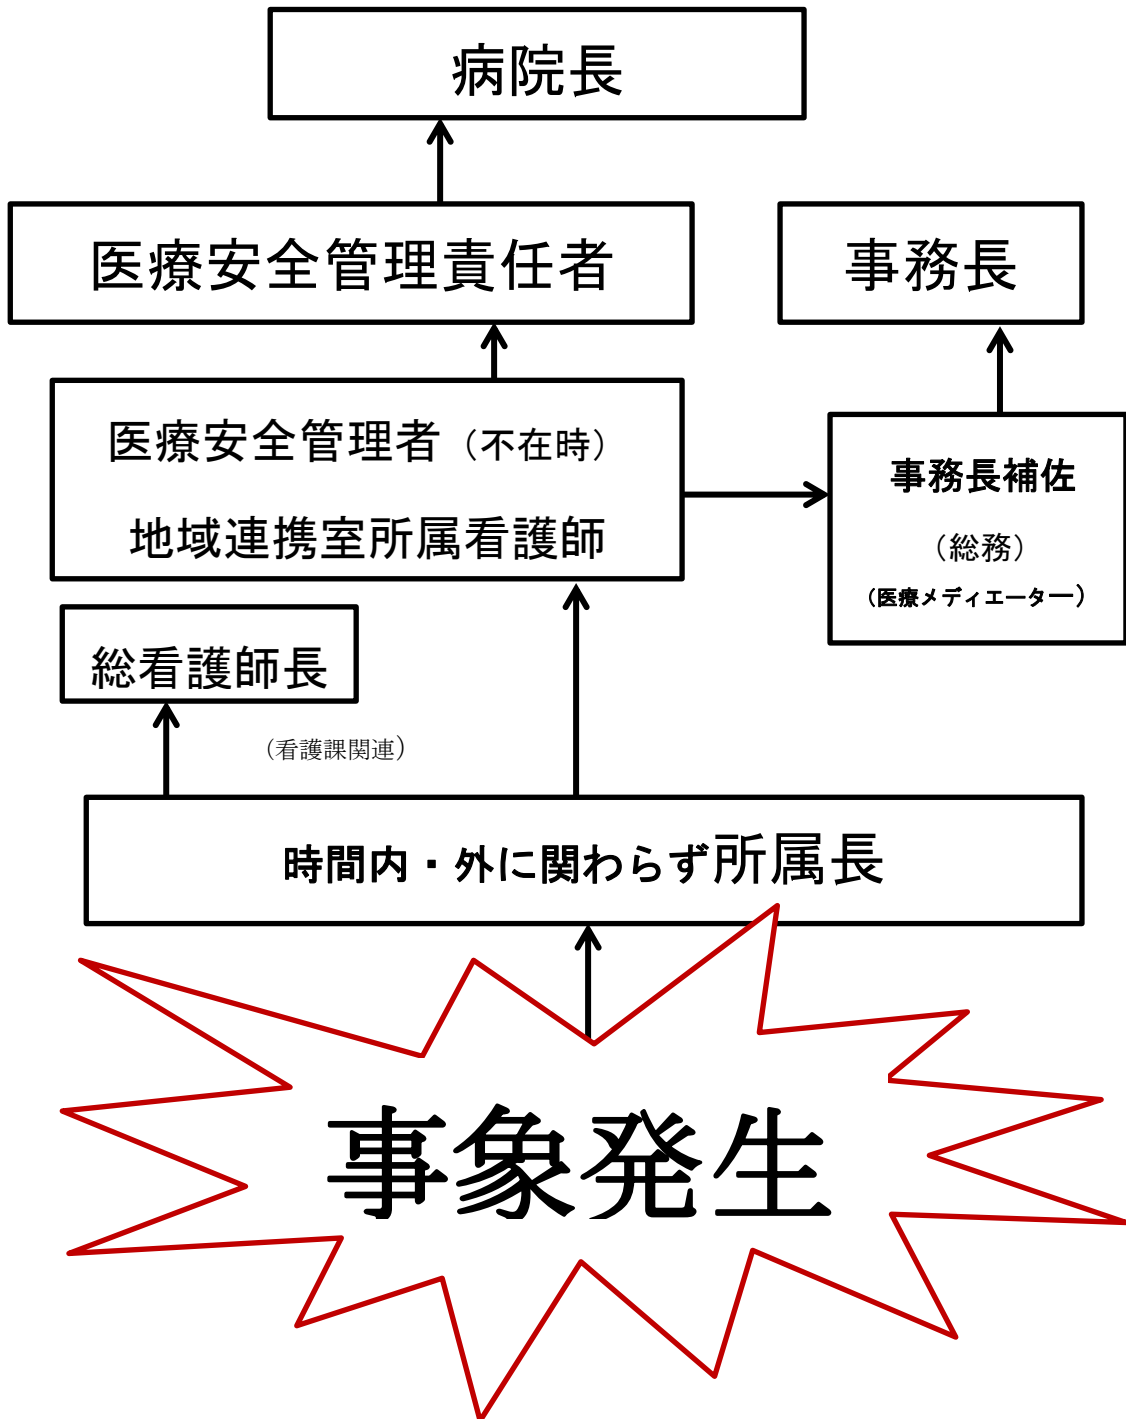 病院長
医療安全管理責任者
事務長
医療安全管理者（不在時）
地域連携室所属看護師
事務長補佐
（総務）
（医療メディエーター）
総看護師長
（看護課関連）
時間内・外に関わらず所属長
事象発生